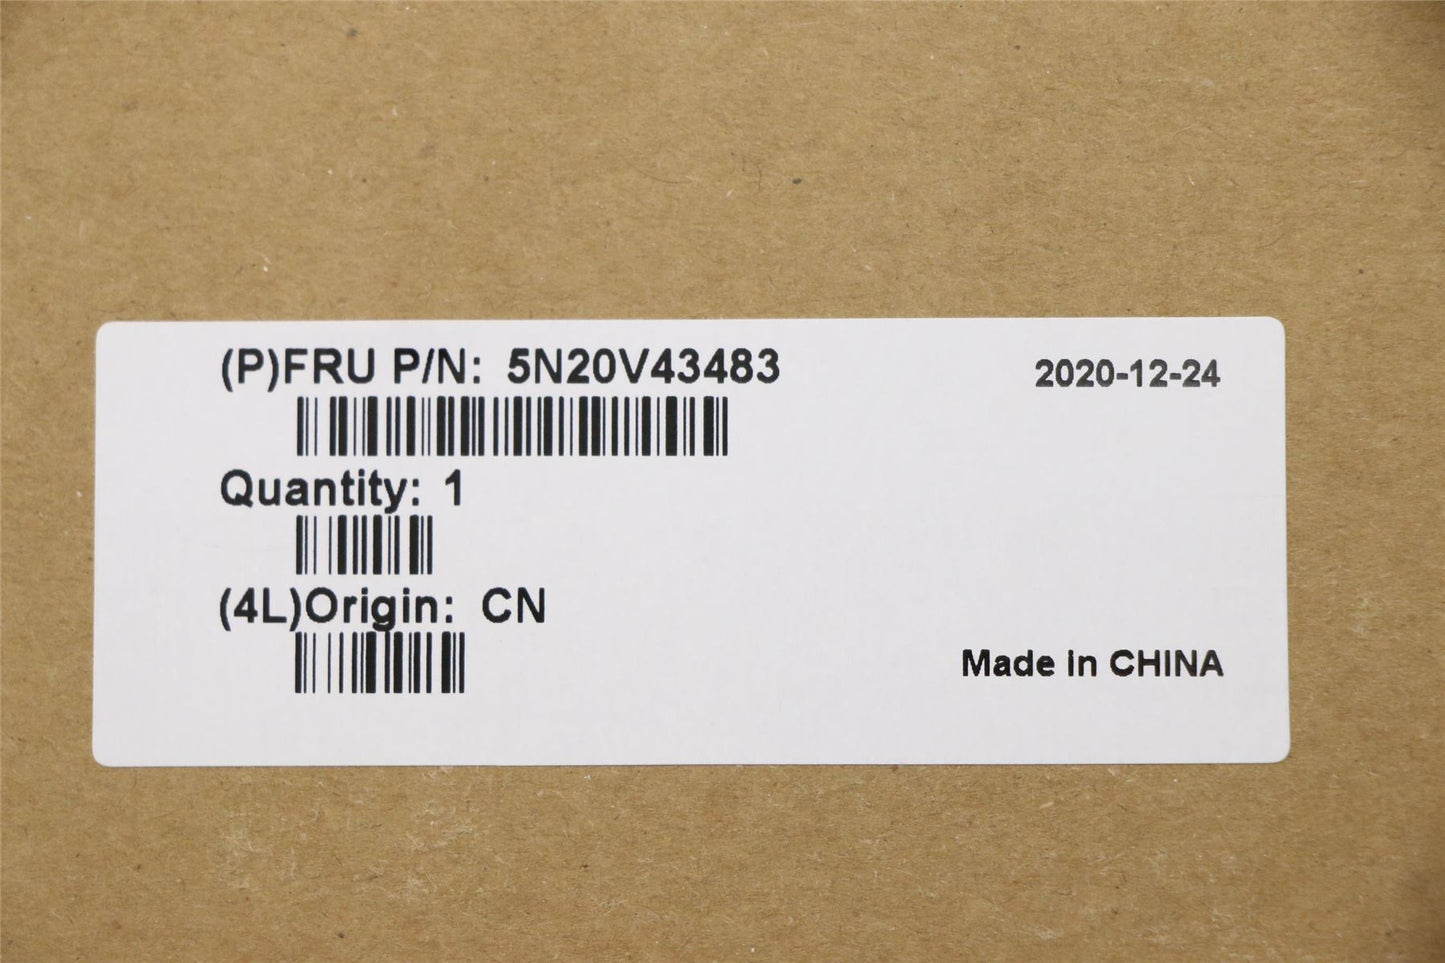 (P)FRU P/N: 5N20V43483
2020-12-24
Quantity: 1
(4L)Origin: CN
Made in CHINA